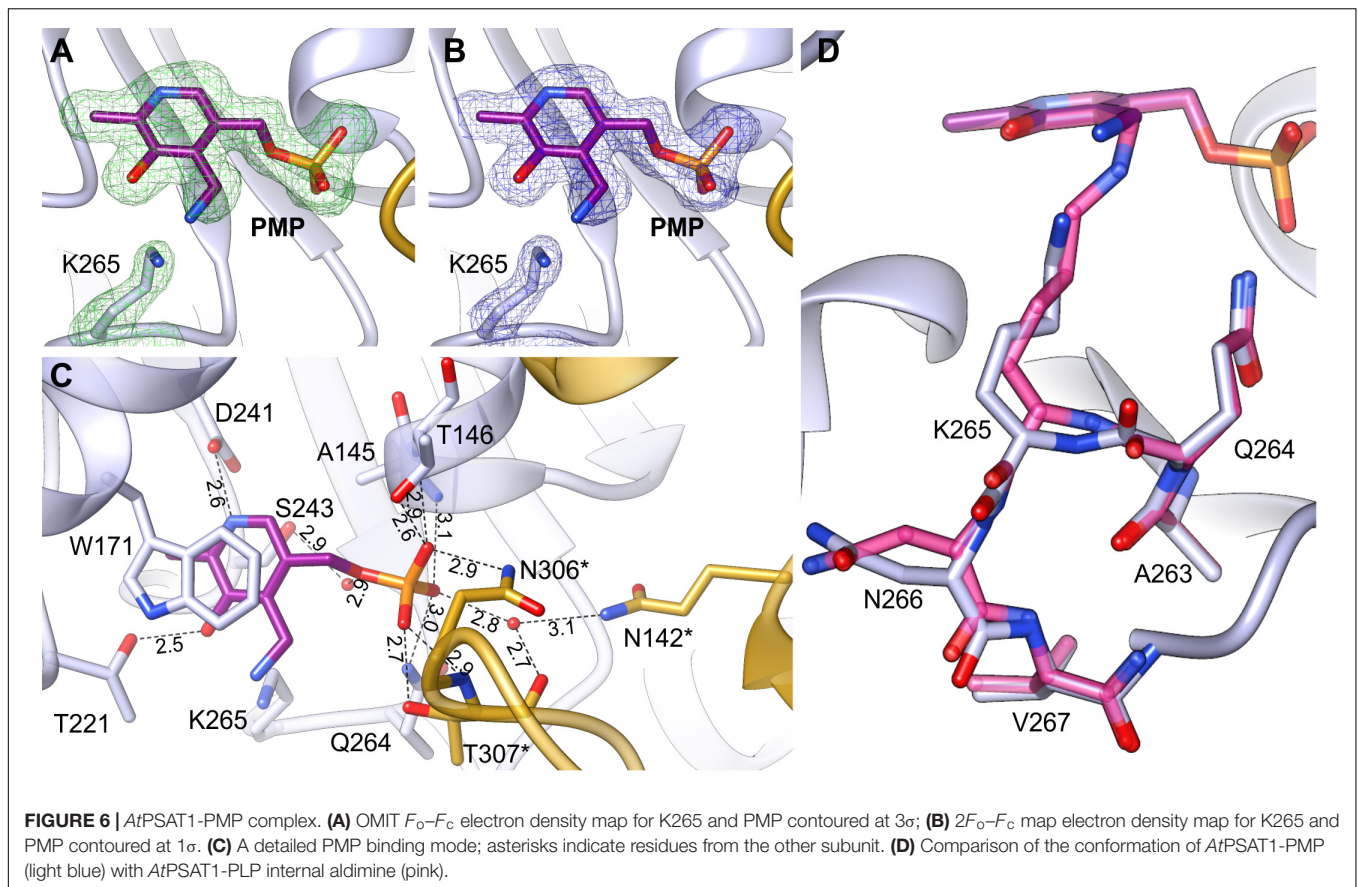 A
K265
PMP
B
K265
PMP
C
D241
A145
T146
2.6
S243
2.9
2.6
2.9
3.1
W171
2.9
2.9
N306*
2.5
3.0
2.8
3.1
N142*
2.7
2.9
2.7
T221
K265
Q264
T307*
D
K265
Q264
A263
N266
V267
FIGURE 6 | AtPSAT1-PMP complex. (A) OMIT Fo–Fc electron density map for K265 and PMP contoured at 3σ; (B) 2Fo–Fc map electron density map for K265 and
PMP contoured at 1σ. (C) A detailed PMP binding mode; asterisks indicate residues from the other subunit. (D) Comparison of the conformation of AtPSAT1-PMP
(light blue) with AtPSAT1-PLP internal aldimine (pink).